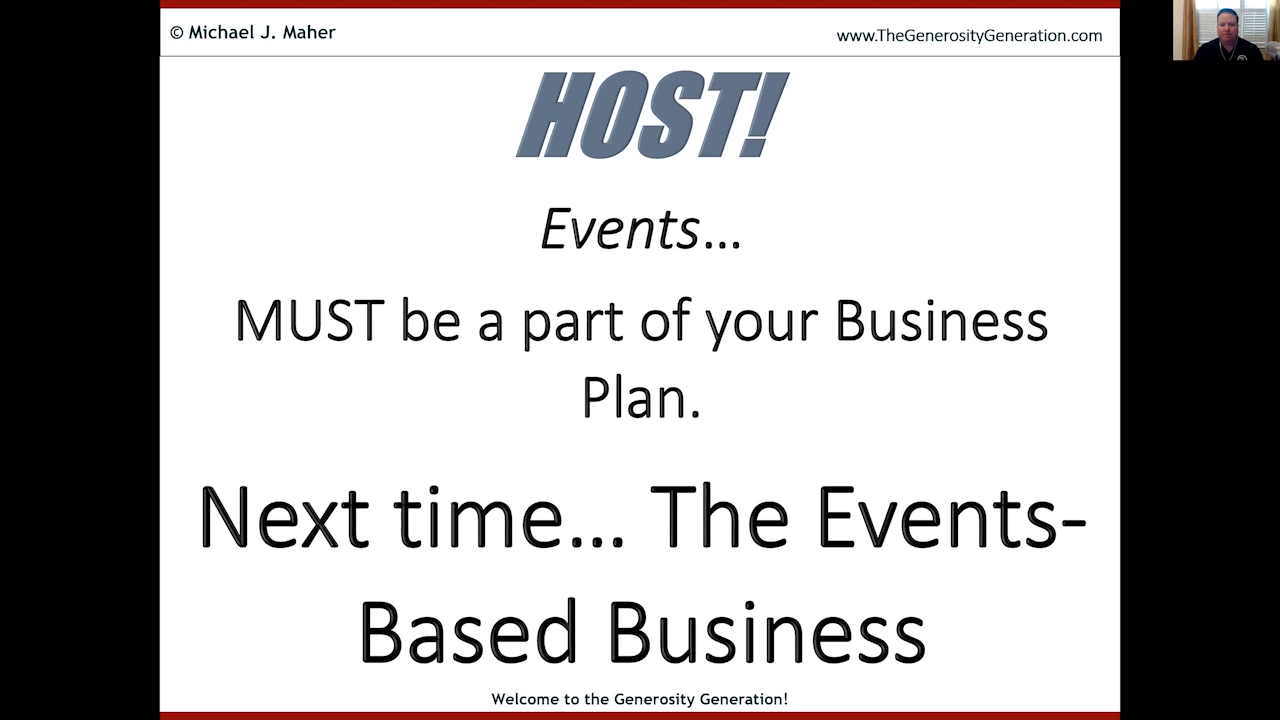 © Michael J. Maher
www.TheGenerosityGeneration.com
HOST!
Events...
MUST be a part of your Business
Plan.
Next time... The Events-
Based Business
Welcome to the Generosity Generation!